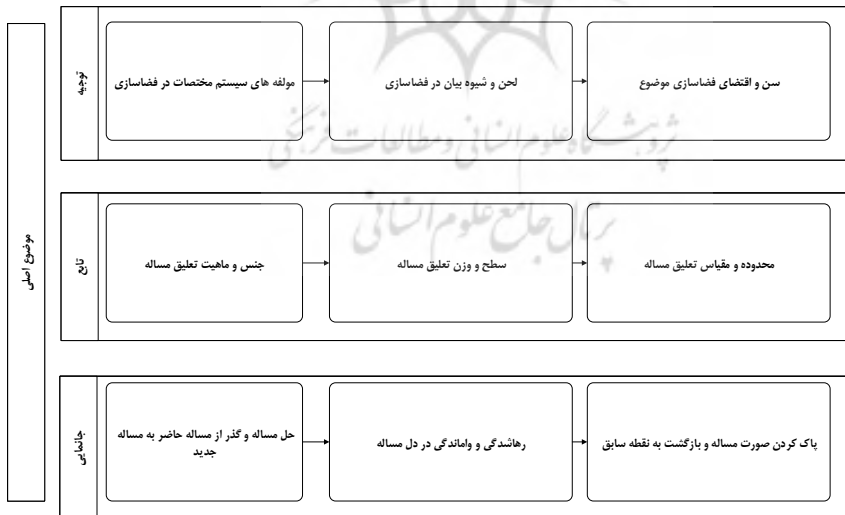 موضوع اصلی
توجیه
مولفه های سیستم مختصات در فضاسازی
لحن و شیوه بیان در فضاسازی
سن و اقتضای فضاسازی موضوع
پژوهشگاه علوم انسانی و مطالعات فرهنگی
پرتال جامع علوم انسانی
تابع
جنس و ماهیت تعلیق مساله
سطح و وزن تعلیق مساله
محدوده و مقیاس تعلیق مساله
جانمایی
حل مساله و گذر از مساله حاضر به مساله
جدید
رهاشدگی و واماندگی در دل مساله
پاک کردن صورت مساله و بازگشت به نقطه سابق